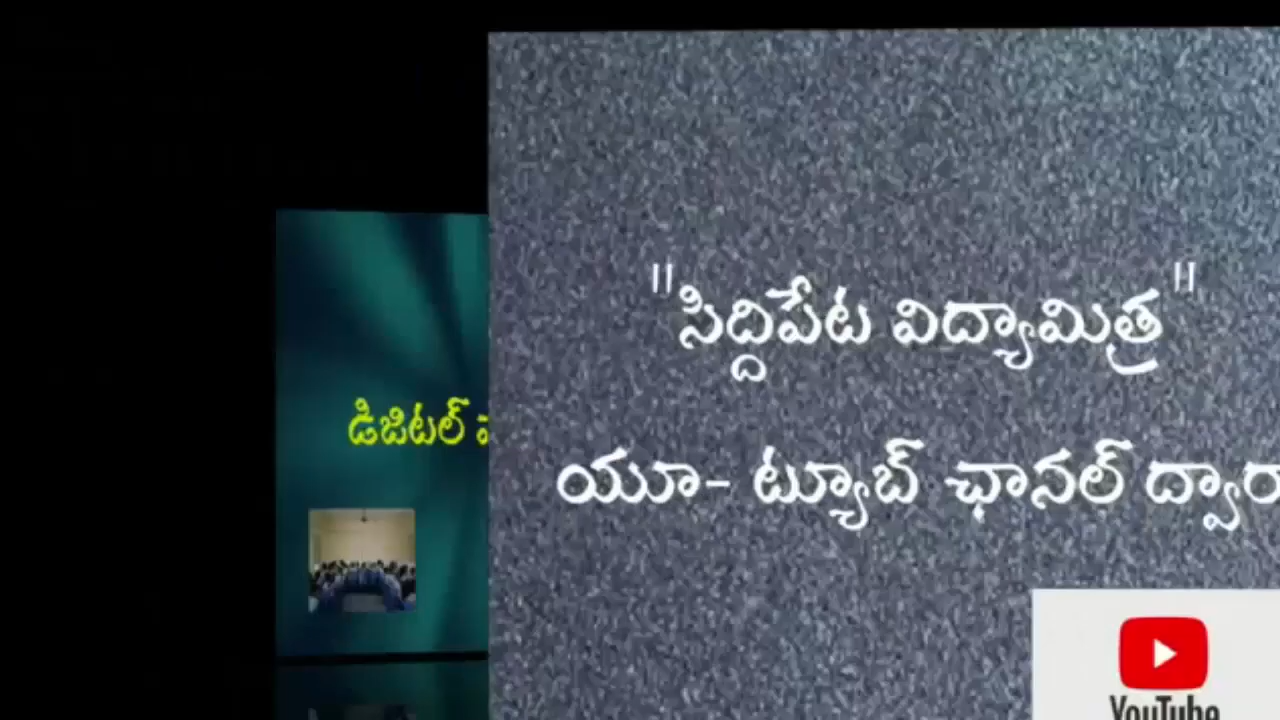 "సిద్దిపేట విద్యామిత్ర"
డిజిటల్
యూ- ట్యూబ్ ఛానల్ ద్వారా
YouTube